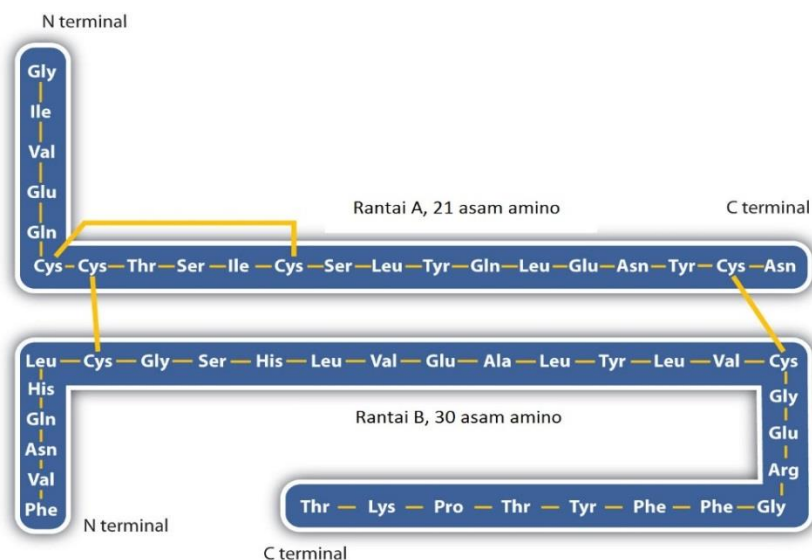 N terminal
Gly
Ile
Val
Glu
Gln
Rantai A, 21 asam amino
C terminal
Cys Cys Thr Ser Ile Cys Ser Leu Tyr Gln Leu Glu Asn Tyr Cys Asn
Leu Cys Gly Ser His Leu Val Glu Ala Leu Tyr Leu Val Cys
His
Gln
Asn
Val
Phe
N terminal
Rantai B, 30 asam amino
Gly
Glu
Arg
Thr Lys Pro Thr Tyr Phe Phe Gly
C terminal